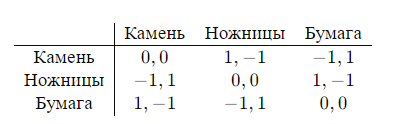 Камень Ножницы Бумага
Камень 0, 0 1, −1 −1, 1
Ножницы −1, 1 0, 0 1, −1
Бумага 1, −1 −1, 1 0, 0